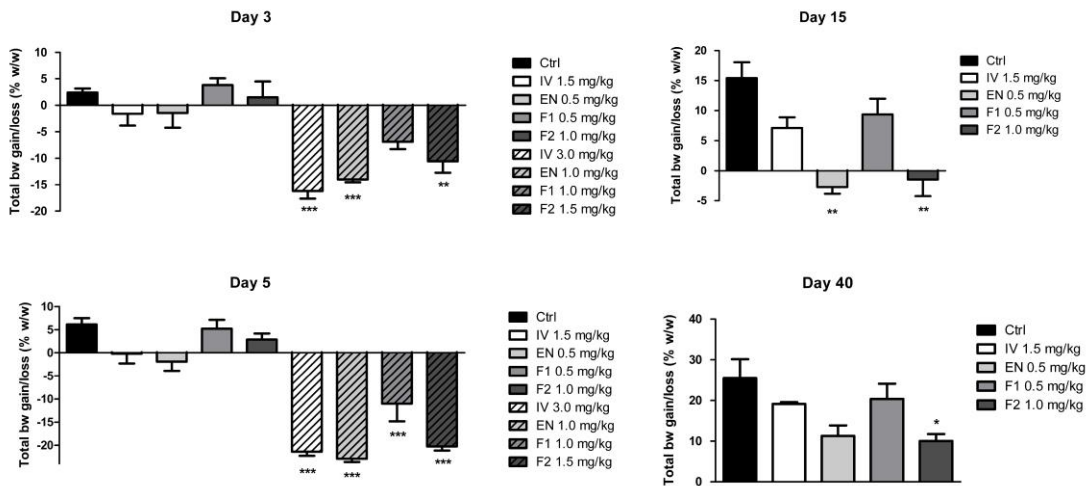 Day 3
Total bw gain/loss (% w/w)
10
5
0
-5
-10
-15
-20
***
***
**
Ctrl
IV 1.5 mg/kg
EN 0.5 mg/kg
F1 0.5 mg/kg
F2 1.0 mg/kg
IV 3.0 mg/kg
EN 1.0 mg/kg
F1 1.0 mg/kg
F2 1.5 mg/kg
Day 15
Total bw gain/loss (% w/w)
20
15
10
5
0
-5
**
**
Ctrl
IV 1.5 mg/kg
EN 0.5 mg/kg
F1 0.5 mg/kg
F2 1.0 mg/kg
Day 5
Total bw gain/loss (% w/w)
10
5
0
-5
-10
-15
-20
***
***
***
***
Ctrl
IV 1.5 mg/kg
EN 0.5 mg/kg
F1 0.5 mg/kg
F2 1.0 mg/kg
IV 3.0 mg/kg
EN 1.0 mg/kg
F1 1.0 mg/kg
F2 1.5 mg/kg
Day 40
Total bw gain/loss (% w/w)
40
30
20
10
0
*
Ctrl
IV 1.5 mg/kg
EN 0.5 mg/kg
F1 0.5 mg/kg
F2 1.0 mg/kg